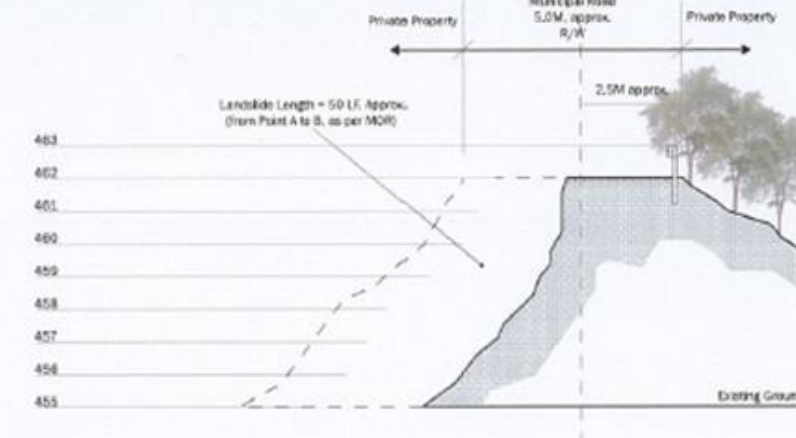 Municipal Road
5.0M. approx.
R/W
Private Property
Private Property
2.5M approx.
Landslide Length = 50 LF. Approx.
(from Point A to B, as per MOR)
463
462
461
460
459
458
457
456
455
Existing Groun